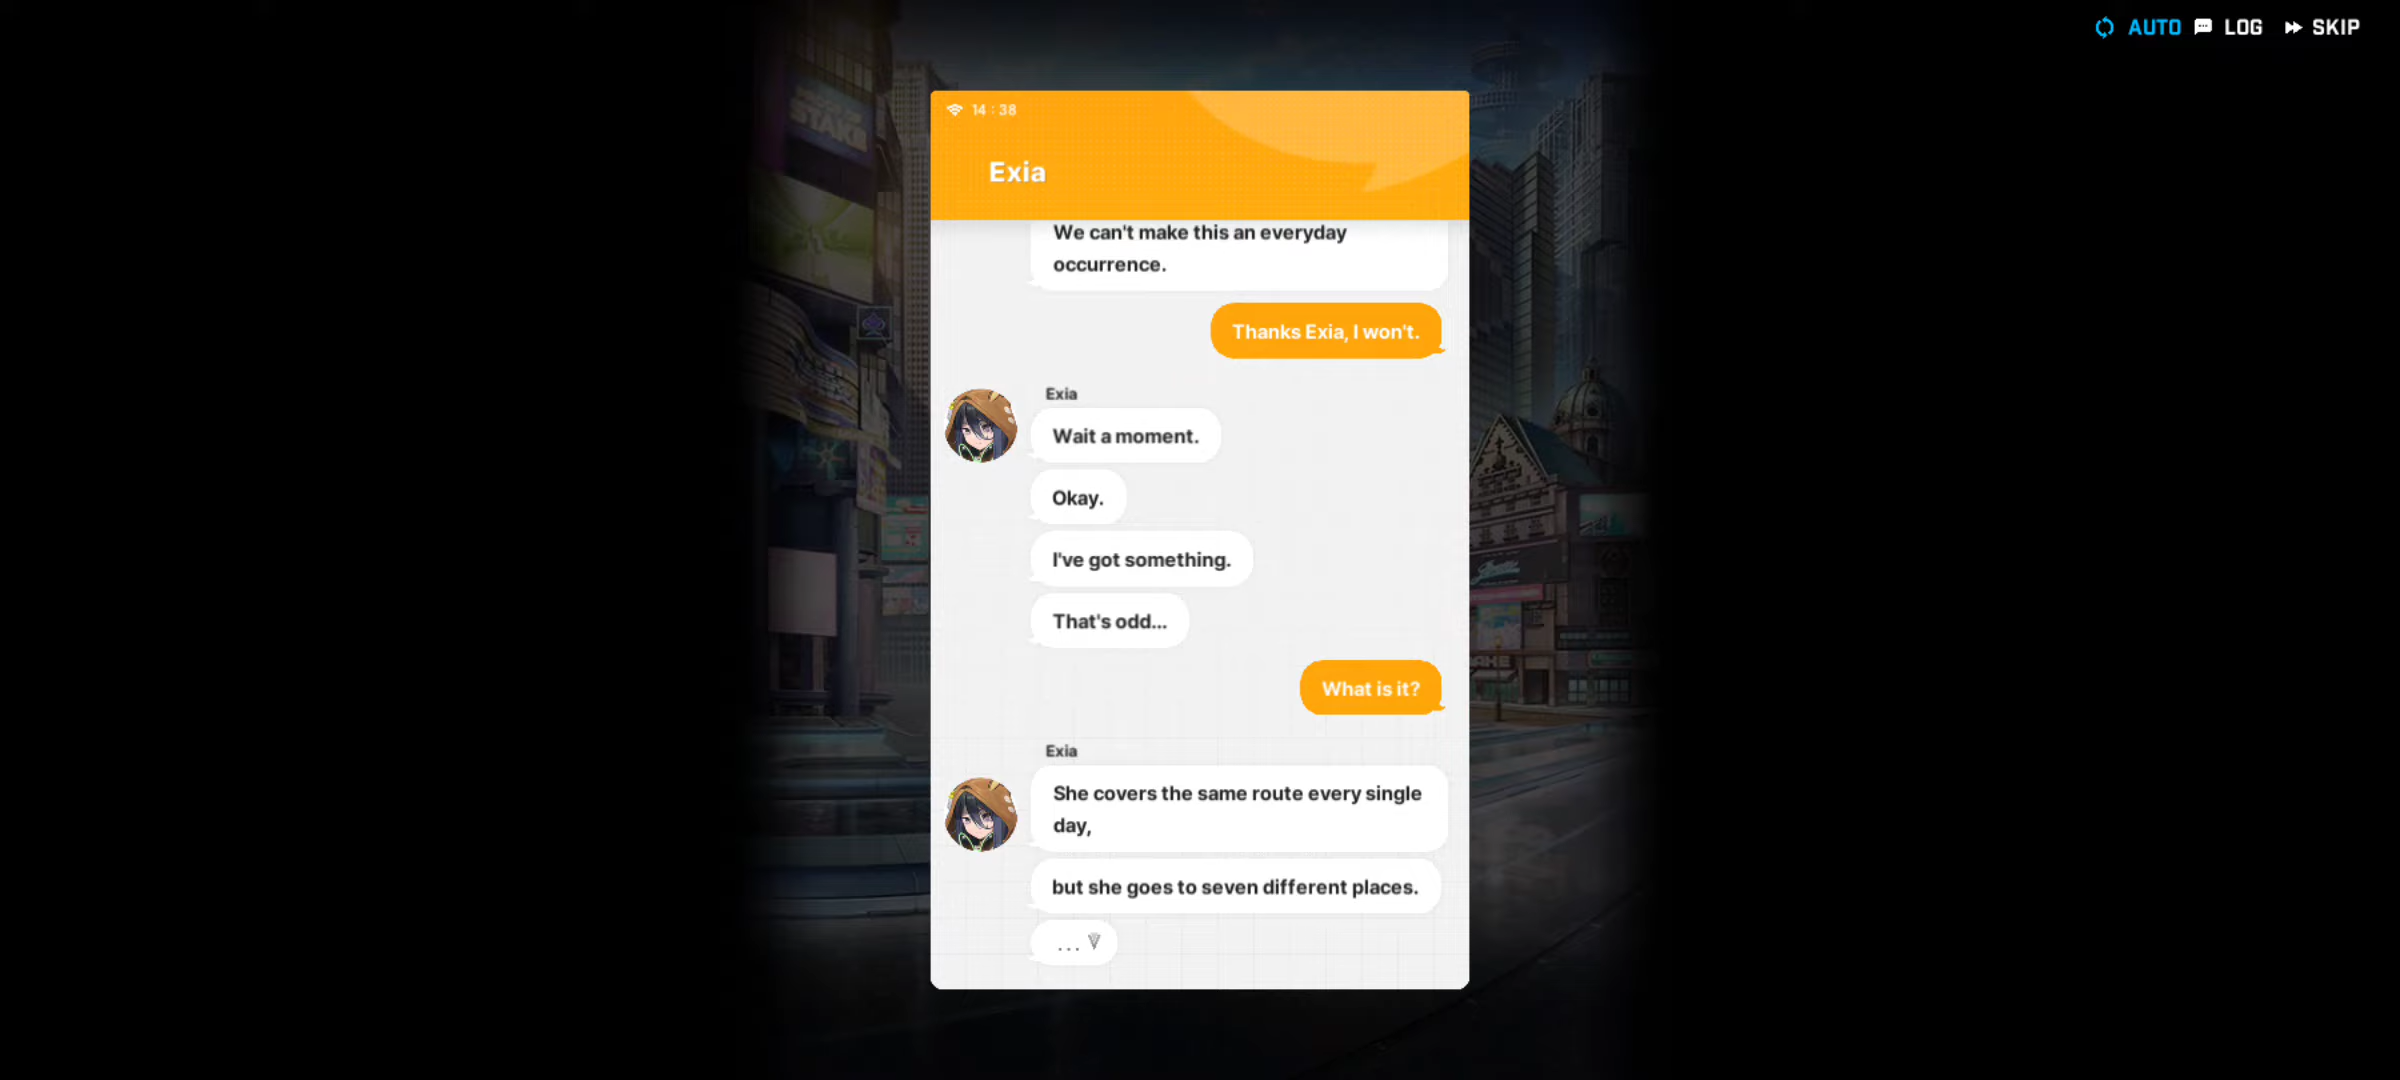 AUTO
LOG
SKIP
14 : 38
Exia
We can't make this an everyday
occurrence.
Thanks Exia, I won't.
Exia
Wait a moment.
Okay.
I've got something.
That's odd...
What is it?
Exia
She covers the same route every single
day,
but she goes to seven different places.
...
STAKE